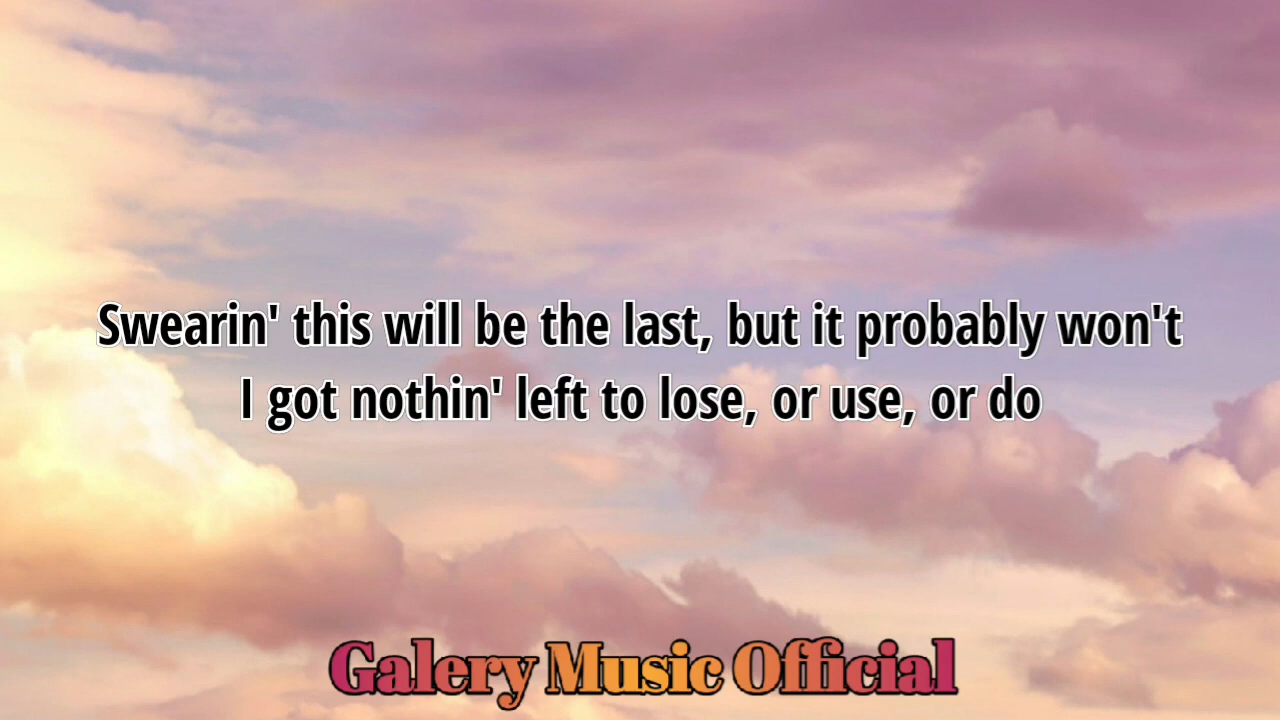 Swearin' this will be the last, but it probably won't
I got nothin' left to lose, or use, or do
Galery Music Official